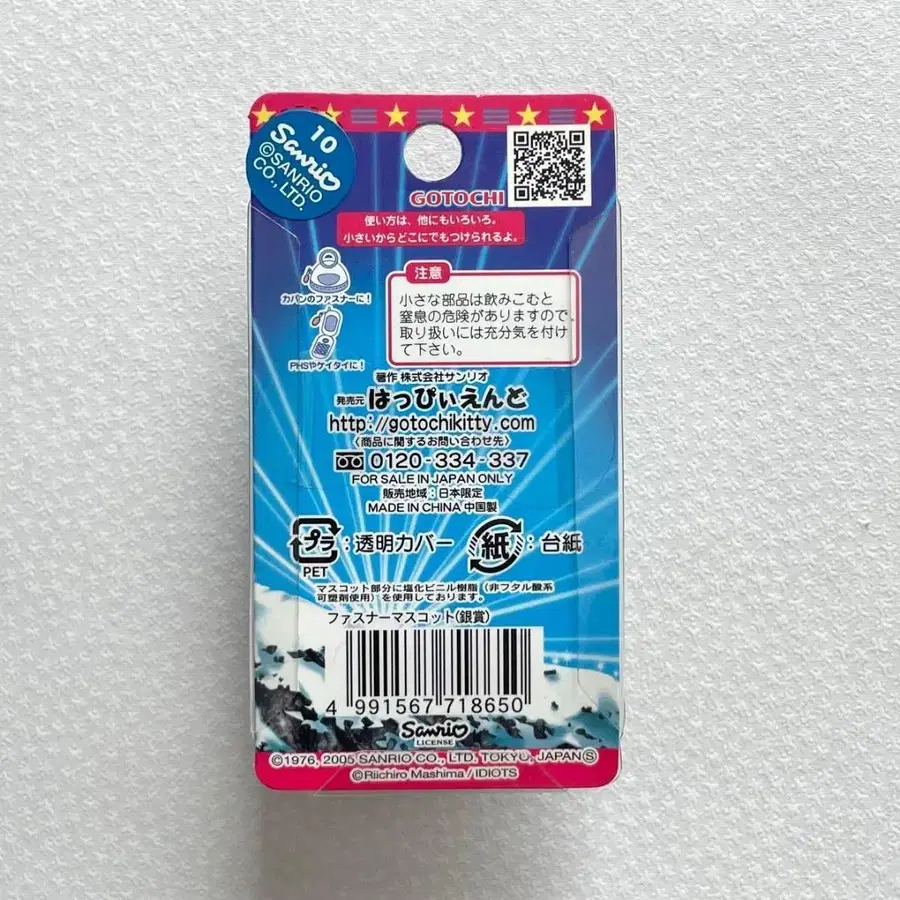 10
Sanrio
©SANRIO
CO., LTD.
GOTOCHI
使い方は、他にもいろいろ。
小さいからどこにでもつけられるよ。
カバンのファスナーに!
PHSやケイタイに!
注意
小さな部品は飲みこむと
窒息の危険がありますので、
取り扱いには充分気を付け
て下さい。
著作 株式会社サンリオ
発売元 はっぴぃえんど
http://gotochikitty.com
〈商品に関するお問い合わせ先〉
0120-334-337
FOR SALE IN JAPAN ONLY
販売地域:日本限定
MADE IN CHINA 中国製
プラ:透明カバー 紙:台紙
PET
マスコット部分に塩化ビニル樹脂(非フタル酸系
可塑剤使用)を使用しております。
ファスナーマスコット(銀賞)
4 991567 718650
Sanrio
LICENSE
©1976, 2005 SANRIO CO., LTD. TOKYO, JAPAN Ⓢ
©Riichiro Mashima/IDIOTS